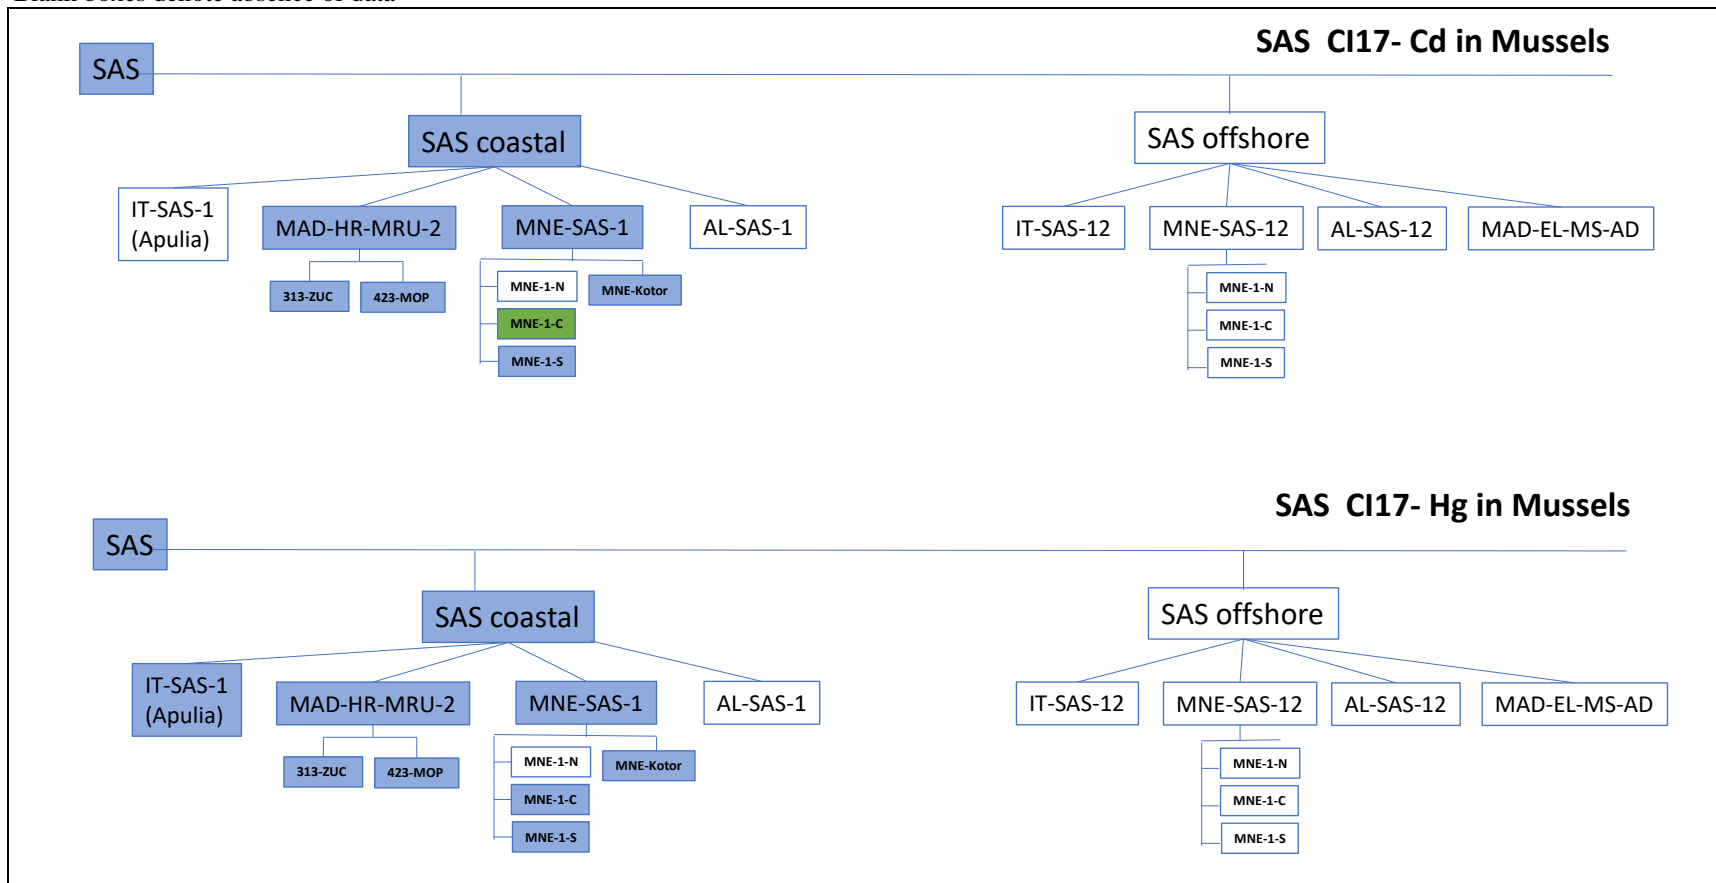 SAS CI17- Cd in Mussels
SAS
SAS coastal
SAS offshore
IT-SAS-1
(Apulia)
MAD-HR-MRU-2
MNE-SAS-1
AL-SAS-1
IT-SAS-12
MNE-SAS-12
AL-SAS-12
MAD-EL-MS-AD
313-ZUC
423-MOP
MNE-1-N
MNE-Kotor
MNE-1-C
MNE-1-S
MNE-1-N
MNE-1-C
MNE-1-S
SAS CI17- Hg in Mussels
SAS
SAS coastal
SAS offshore
IT-SAS-1
(Apulia)
MAD-HR-MRU-2
MNE-SAS-1
AL-SAS-1
IT-SAS-12
MNE-SAS-12
AL-SAS-12
MAD-EL-MS-AD
313-ZUC
423-MOP
MNE-1-N
MNE-Kotor
MNE-1-C
MNE-1-S
MNE-1-N
MNE-1-C
MNE-1-S